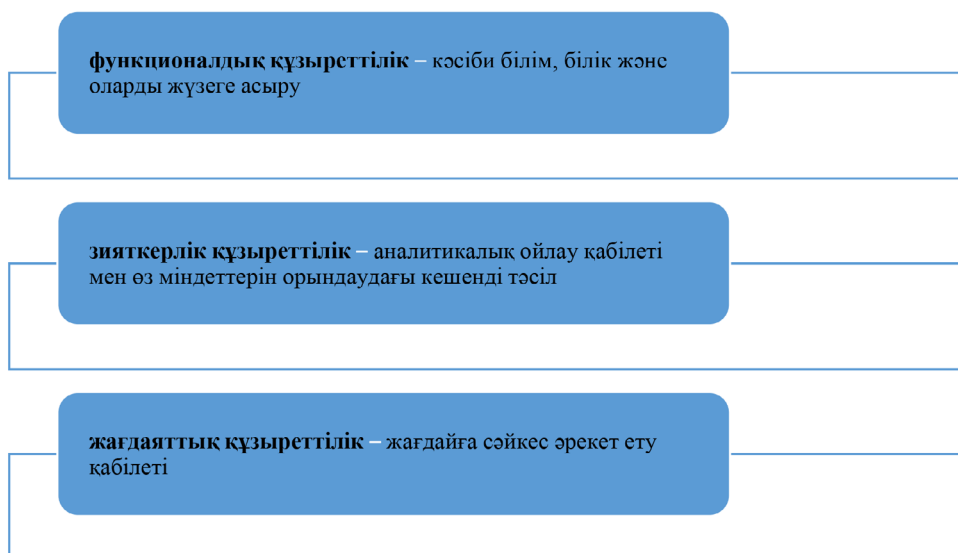 функционалдық құзыреттілік – кәсіби білім, білік және
оларды жүзеге асыру
зияткерлік құзыреттілік – аналитикалық ойлау қабілеті
мен өз міндеттерін орындаудағы кешенді тәсіл
жағдаяттық құзыреттілік – жағдайға сәйкес әрекет ету
қабілеті